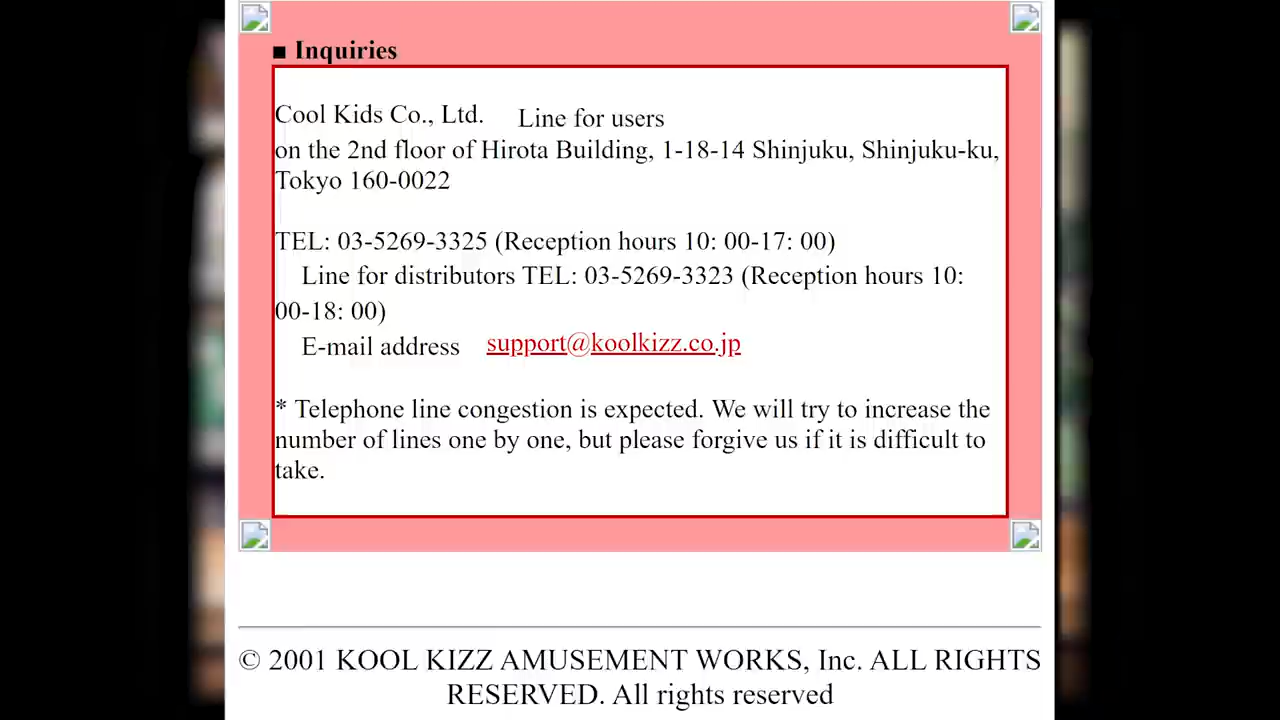 ■ Inquiries
Cool Kids Co., Ltd. Line for users
on the 2nd floor of Hirota Building, 1-18-14 Shinjuku, Shinjuku-ku,
Tokyo 160-0022
TEL: 03-5269-3325 (Reception hours 10: 00-17: 00)
Line for distributors TEL: 03-5269-3323 (Reception hours 10:
00-18: 00)
E-mail address support@koolkizz.co.jp
* Telephone line congestion is expected. We will try to increase the
number of lines one by one, but please forgive us if it is difficult to
take.
© 2001 KOOL KIZZ AMUSEMENT WORKS, Inc. ALL RIGHTS
RESERVED. All rights reserved